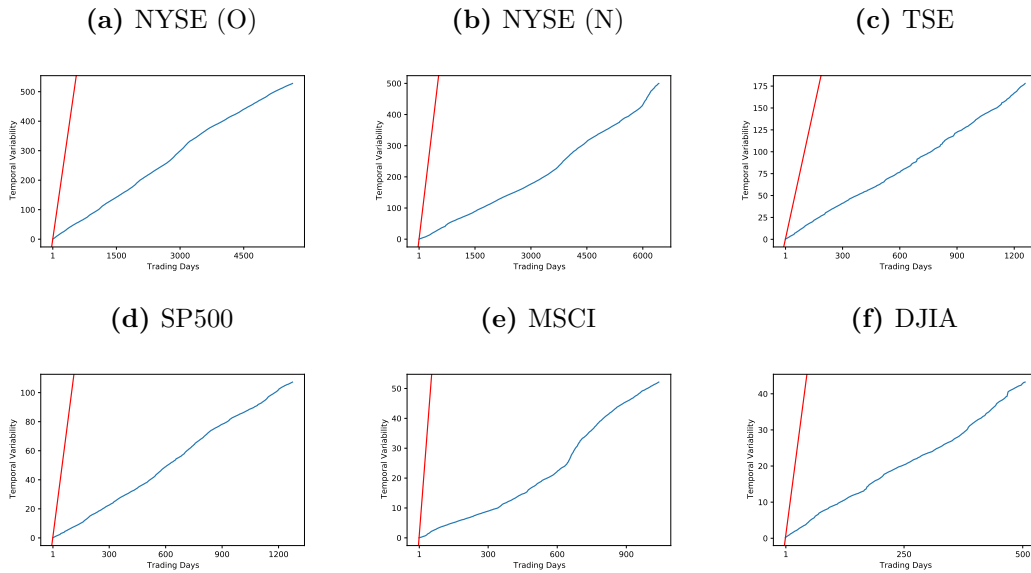 (a) NYSE (O)
500
400
300
200
100
0
Temporal Variability
1 1500 3000 4500
Trading Days
(b) NYSE (N)
500
400
300
200
100
0
Temporal Variability
1 1500 3000 4500 6000
Trading Days
(c) TSE
175
150
125
100
75
50
25
0
Temporal Variability
1 300 600 900 1200
Trading Days
(d) SP500
100
80
60
40
20
0
Temporal Variability
1 300 600 900 1200
Trading Days
(e) MSCI
50
40
30
20
10
0
Temporal Variability
1 300 600 900
Trading Days
(f) DJIA
40
30
20
10
0
Temporal Variability
1 250 500
Trading Days